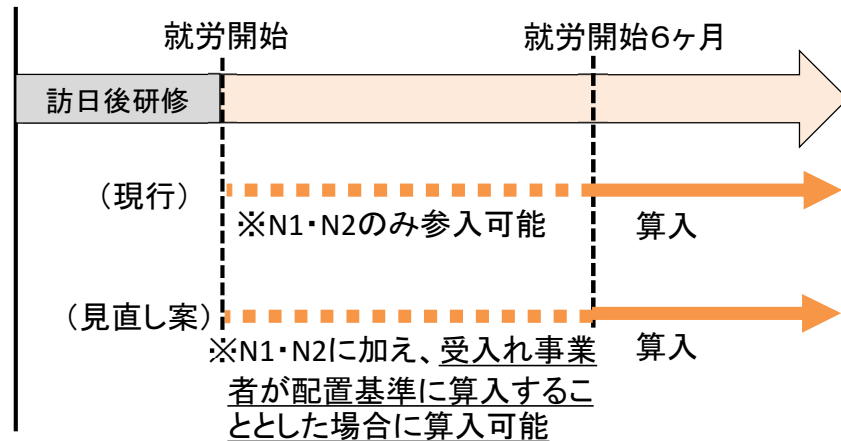 就労開始 就労開始6ヶ月
訪日後研修
（現行）
※N1・N2のみ参入可能 算入
（見直し案）
※N1・N2に加え、受入れ事業 算入
者が配置基準に算入するこ
ととした場合に算入可能